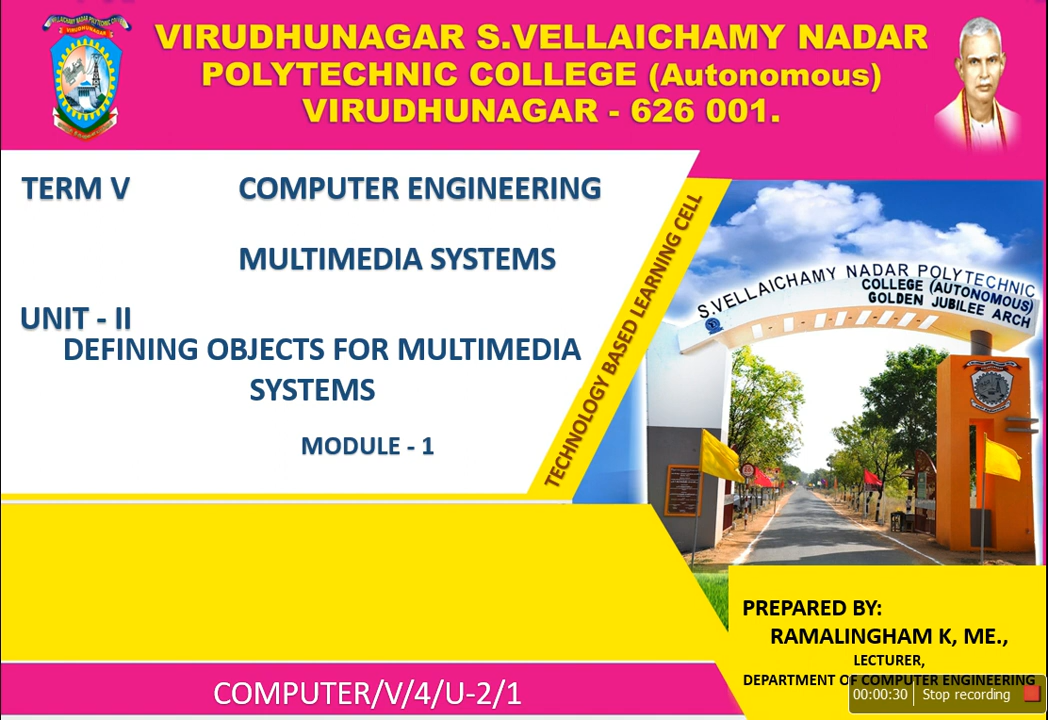 VIRUDHUNAGAR S.VELLAICHAMY NADAR
POLYTECHNIC COLLEGE (Autonomous)
VIRUDHUNAGAR - 626 001.
TERM V COMPUTER ENGINEERING
MULTIMEDIA SYSTEMS
UNIT - II
DEFINING OBJECTS FOR MULTIMEDIA
SYSTEMS
MODULE - 1
TECHNOLOGY BASED LEARNING CELL
S.VELLAICHAMY NADAR POLYTECHNIC
COLLEGE (AUTONOMOUS)
GOLDEN JUBILEE ARCH
PREPARED BY:
RAMALINGHAM K, ME.,
LECTURER,
DEPARTMENT OF COMPUTER ENGINEERING
COMPUTER/V/4/U-2/1
00:00:30 Stop recording